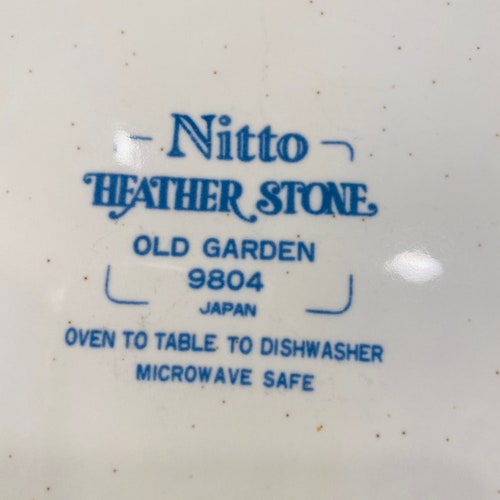 Nitto
HEATHER STONE
OLD GARDEN
9804
JAPAN
OVEN TO TABLE TO DISHWASHER
MICROWAVE SAFE